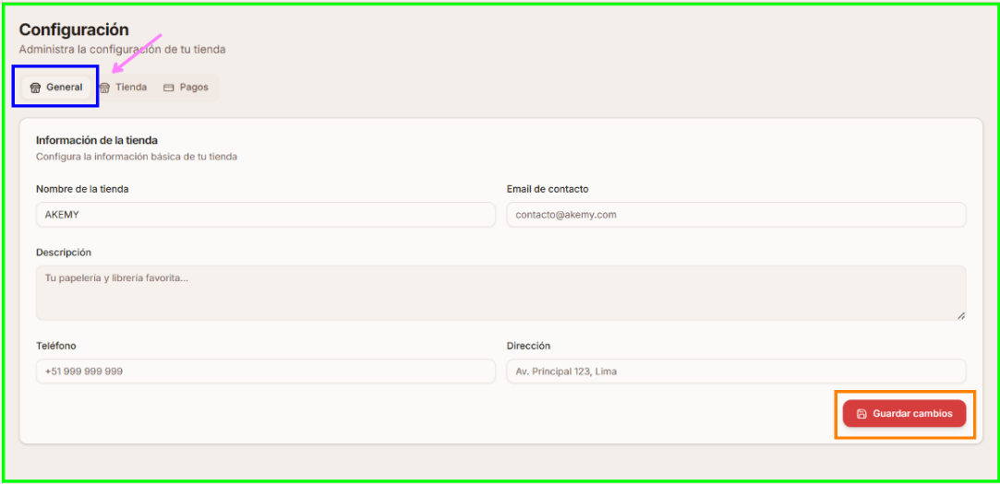 Configuración
Administra la configuración de tu tienda
General Tienda Pagos
Información de la tienda
Configura la información básica de tu tienda
Nombre de la tienda Email de contacto
AKEMY contacto@akemy.com
Descripción
Tu papelería y librería favorita...
Teléfono Dirección
+51 999 999 999 Av. Principal 123, Lima
Guardar cambios